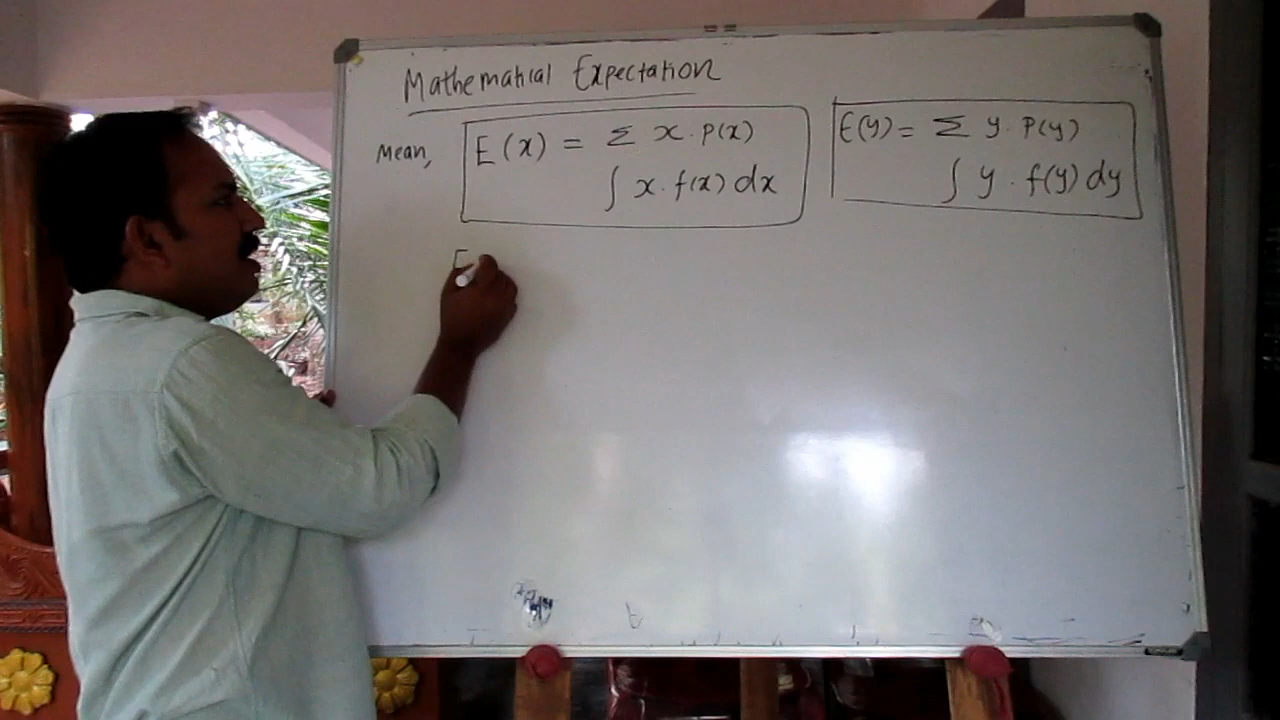 Mathematical Expectation
Mean, E(x) = Σ x. p(x)
∫ x. f(x) dx
E(y) = Σ y. p(y)
∫ y. f(y) dy
E